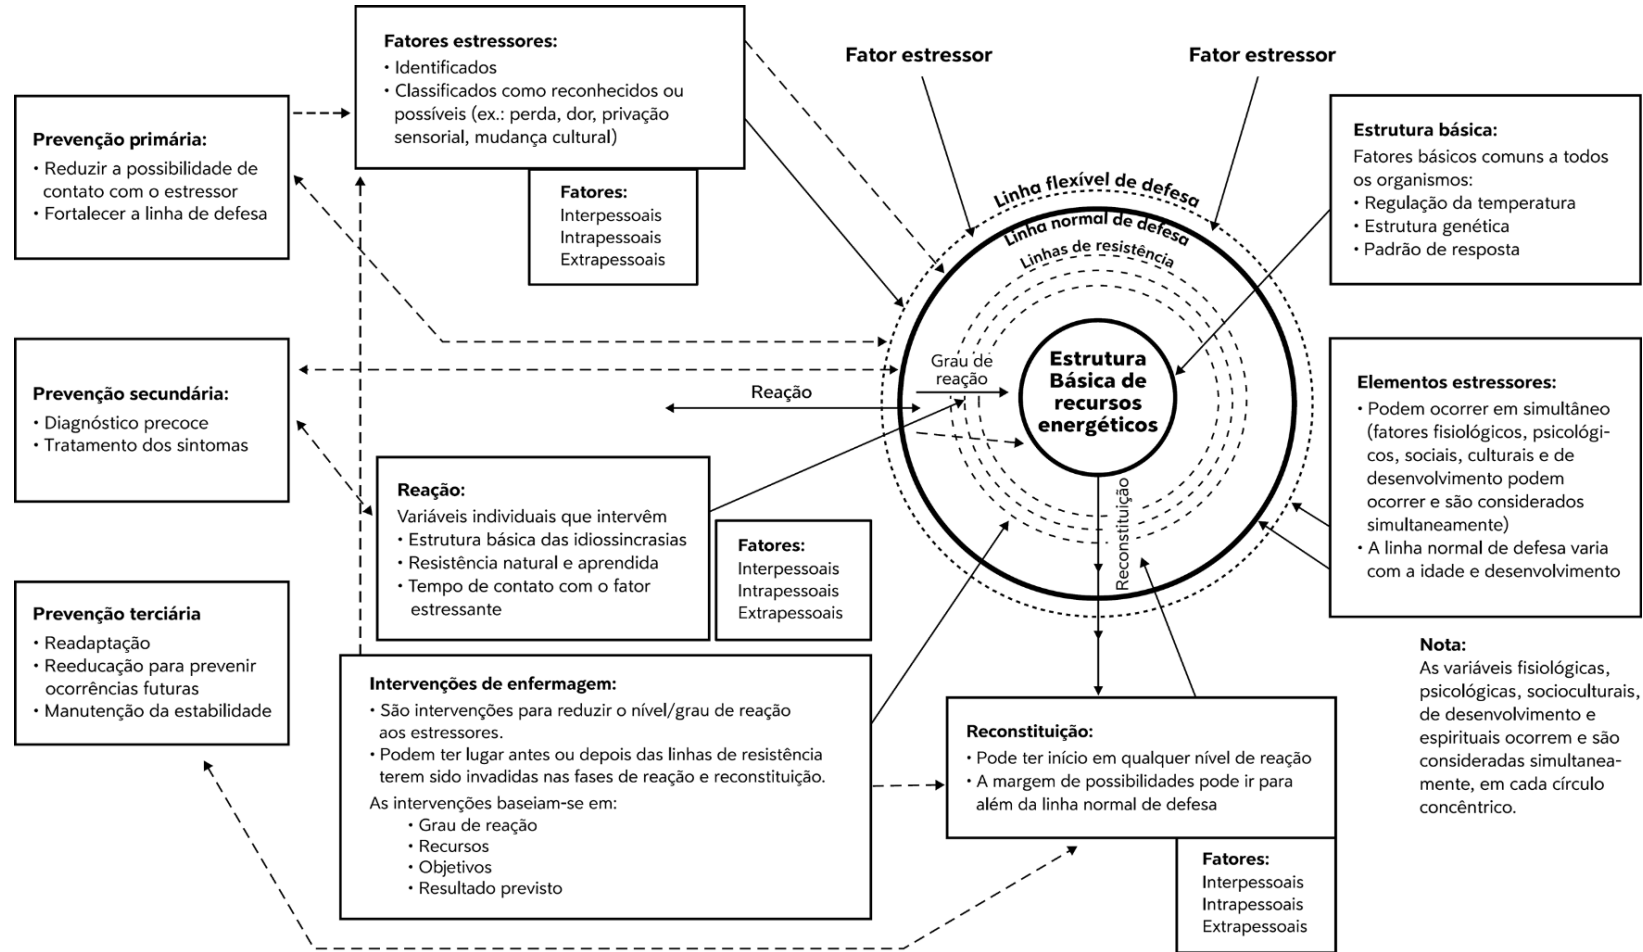 Fatores estressores:
• Identificados
• Classificados como reconhecidos ou
possíveis (ex.: perda, dor, privação
sensorial, mudança cultural)
Fatores:
Interpessoais
Intrapessoais
Extrapessoais
Prevenção primária:
• Reduzir a possibilidade de
contato com o estressor
• Fortalecer a linha de defesa
Prevenção secundária:
• Diagnóstico precoce
• Tratamento dos sintomas
Prevenção terciária
• Readaptação
• Reeducação para prevenir
ocorrências futuras
• Manutenção da estabilidade
Reação:
Variáveis individuais que intervêm
• Estrutura básica das idiossincrasias
• Resistência natural e aprendida
• Tempo de contato com o fator
estressante
Fatores:
Interpessoais
Intrapessoais
Extrapessoais
Intervenções de enfermagem:
• São intervenções para reduzir o nível/grau de reação
aos estressores.
• Podem ter lugar antes ou depois das linhas de resistência
terem sido invadidas nas fases de reação e reconstituição.
As intervenções baseiam-se em:
• Grau de reação
• Recursos
• Objetivos
• Resultado previsto
Fator estressor
Fator estressor
Linha flexível de defesa
Linha normal de defesa
Linhas de resistência
Grau de
reação
Reação
Estrutura
Básica de
recursos
energéticos
Reconstituição
Reconstituição:
• Pode ter início em qualquer nível de reação
• A margem de possibilidades pode ir para
além da linha normal de defesa
Fatores:
Interpessoais
Intrapessoais
Extrapessoais
Estrutura básica:
Fatores básicos comuns a todos
os organismos:
• Regulação da temperatura
• Estrutura genética
• Padrão de resposta
Elementos estressores:
• Podem ocorrer em simultâneo
(fatores fisiológicos, psicológi-
cos, sociais, culturais e de
desenvolvimento podem
ocorrer e são considerados
simultaneamente)
• A linha normal de defesa varia
com a idade e desenvolvimento
Nota:
As variáveis fisiológicas,
psicológicas, socioculturais,
de desenvolvimento e
espirituais ocorrem e são
consideradas simultanea-
mente, em cada círculo
concêntrico.